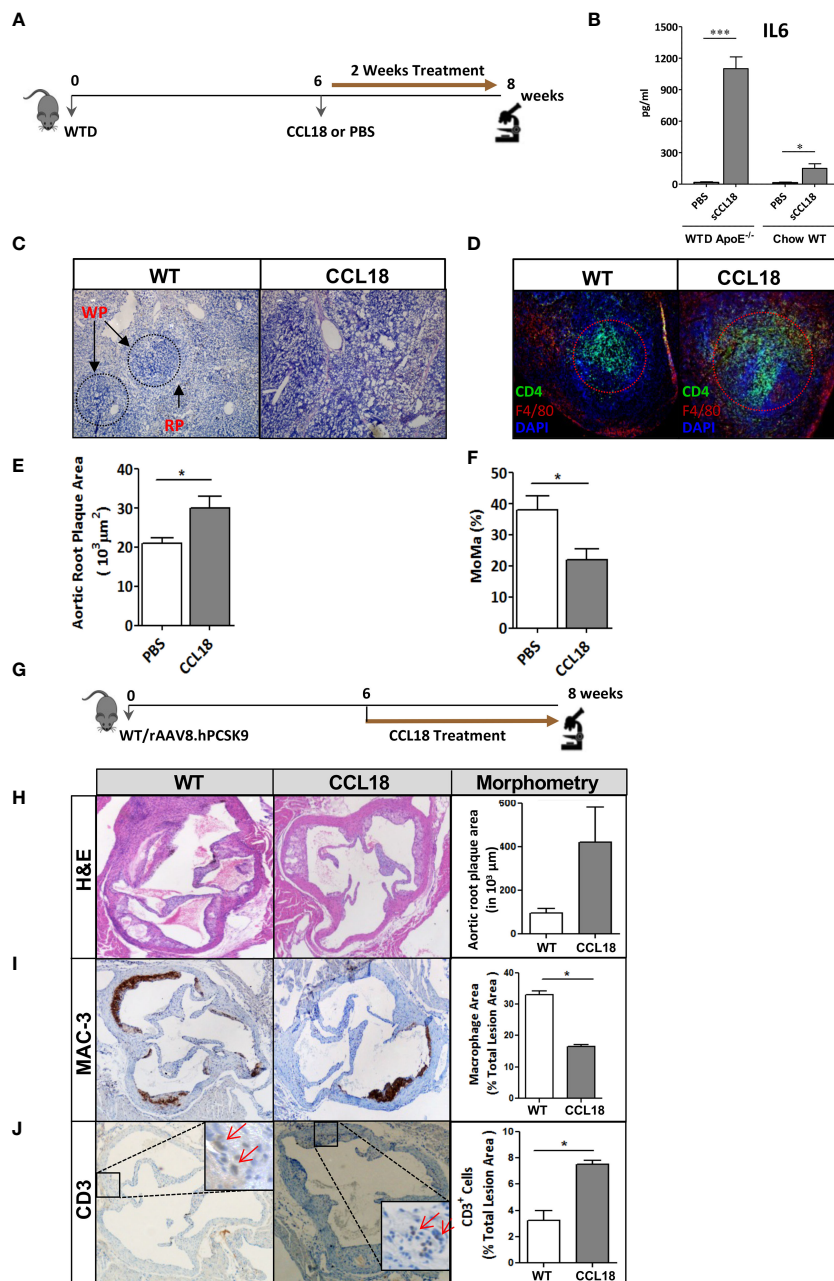 A
0
6
2 Weeks Treatment
8
weeks
WTD
CCL18 or PBS
B
IL6
***
*
pg/ml
1500
1200
900
600
300
0
PBS
sCCL18
PBS
sCCL18
WTD ApoE-/-
Chow WT
C
WT
CCL18
WP
RP
D
WT
CCL18
CD4
F4/80
DAPI
CD4
F4/80
DAPI
E
Aortic Root Plaque Area
( 10³µm²)
40
30
20
10
0
*
PBS
CCL18
F
MoMa (%)
50
40
30
20
10
0
*
PBS
CCL18
G
0
6
8 weeks
WT/rAAV8.hPCSK9
CCL18 Treatment
WT
CCL18
Morphometry
H
H&E
Aortic root plaque area
(in 10³ µm)
600
400
200
0
WT
CCL18
I
MAC-3
Macrophage Area
(% Total Lesion Area )
40
30
20
10
0
*
WT
CCL18
J
CD3
CD3+ Cells
(% Total Lesion Area )
10
8
6
4
2
0
*
WT
CCL18